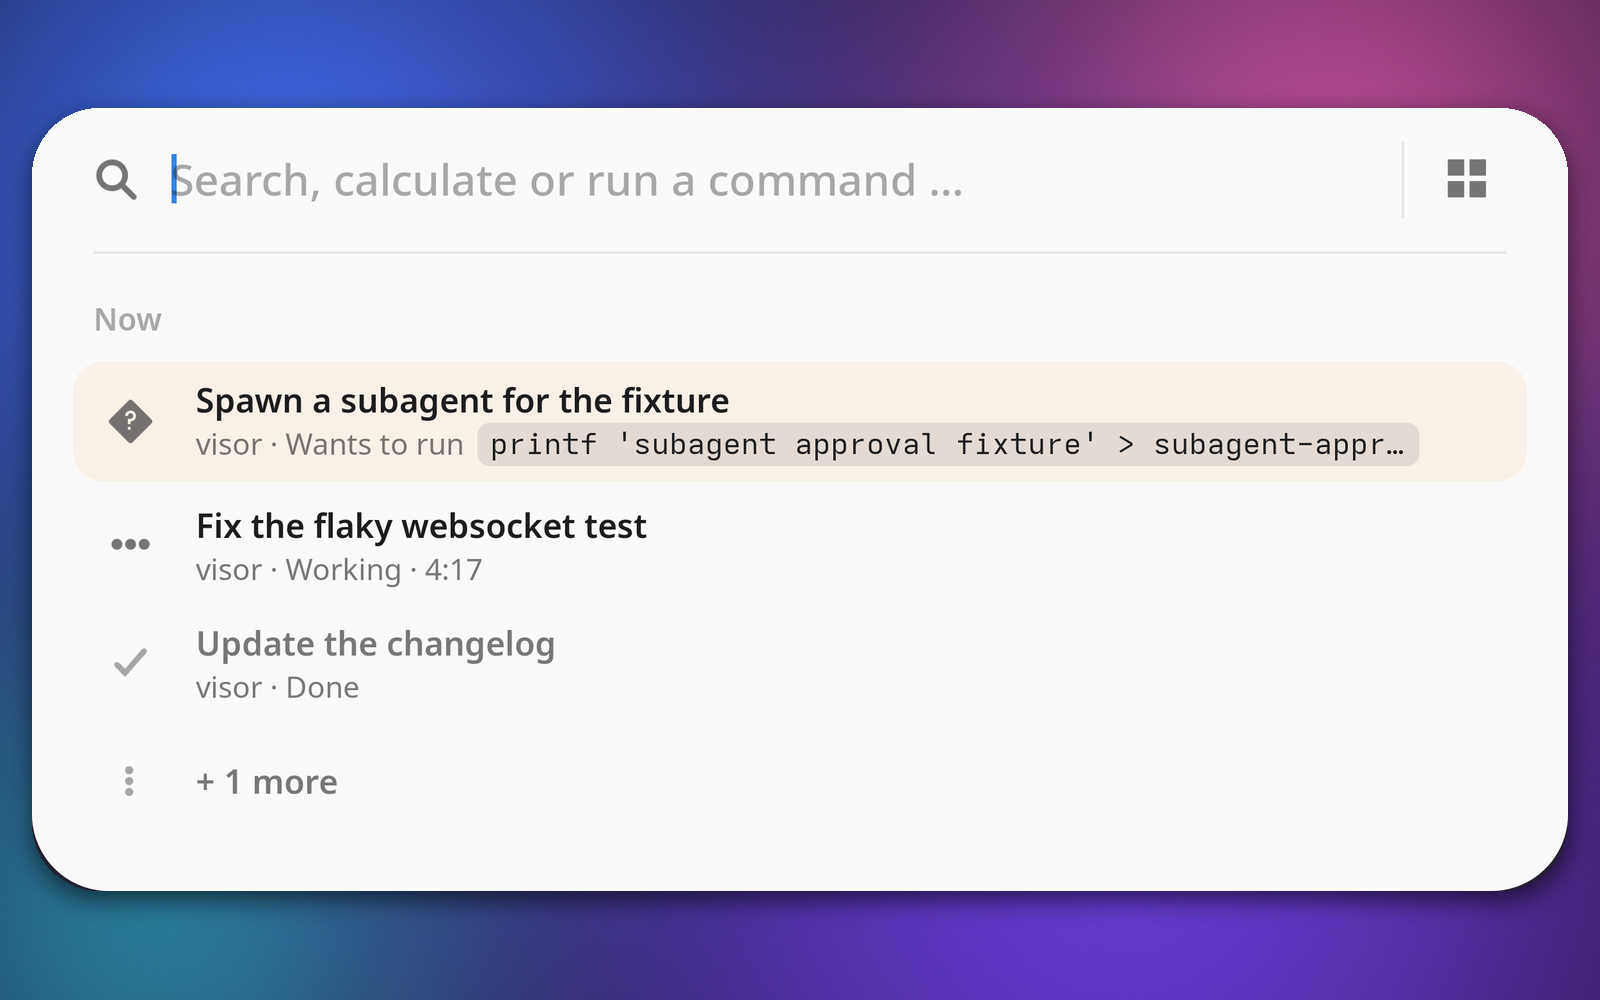 Search, calculate or run a command ...
Now
Spawn a subagent for the fixture
visor · Wants to run printf 'subagent approval fixture' > subagent-appr…
Fix the flaky websocket test
visor · Working · 4:17
Update the changelog
visor · Done
+ 1 more